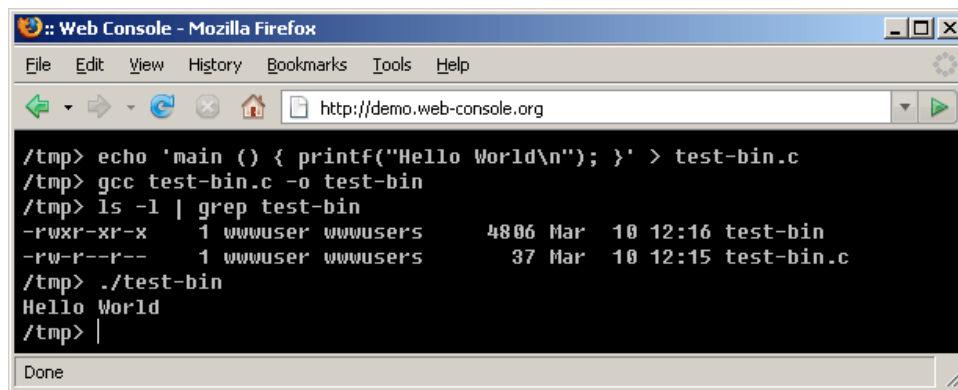 :: Web Console - Mozilla Firefox
File Edit View History Bookmarks Tools Help
http://demo.web-console.org
/tmp> echo 'main () { printf("Hello World\n"); }' > test-bin.c
/tmp> gcc test-bin.c -o test-bin
/tmp> ls -l | grep test-bin
-rwxr-xr-x    1 wwwuser wwwusers     4806 Mar  10 12:16 test-bin
-rw-r--r--    1 wwwuser wwwusers       37 Mar  10 12:15 test-bin.c
/tmp> ./test-bin
Hello World
/tmp>
Done